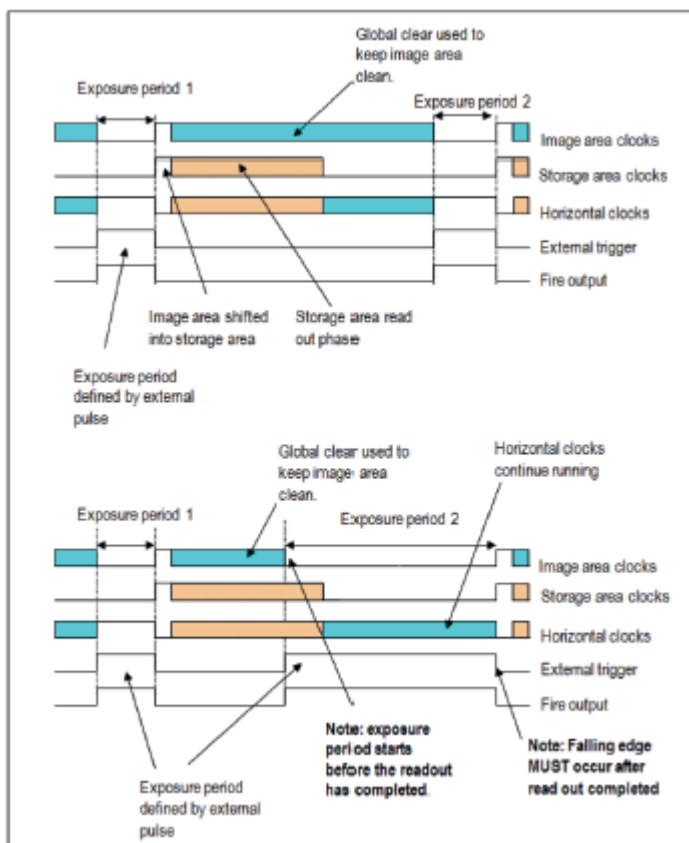 Global clear used to
keep image area
clean.
Exposure period 1
Exposure period 2
Image area clocks
Storage area clocks
Horizontal clocks
External trigger
Fire output
Image area shifted
into storage area
Storage area read
out phase
Exposure period
defined by external
pulse
Global clear used to
keep image area
clean.
Horizontal clocks
continue running
Exposure period 1
Exposure period 2
Image area clocks
Storage area clocks
Horizontal clocks
External trigger
Fire output
Note: exposure
period starts
before the readout
has completed.
Note: Falling edge
MUST occur after
read out completed
Exposure period
defined by external
pulse